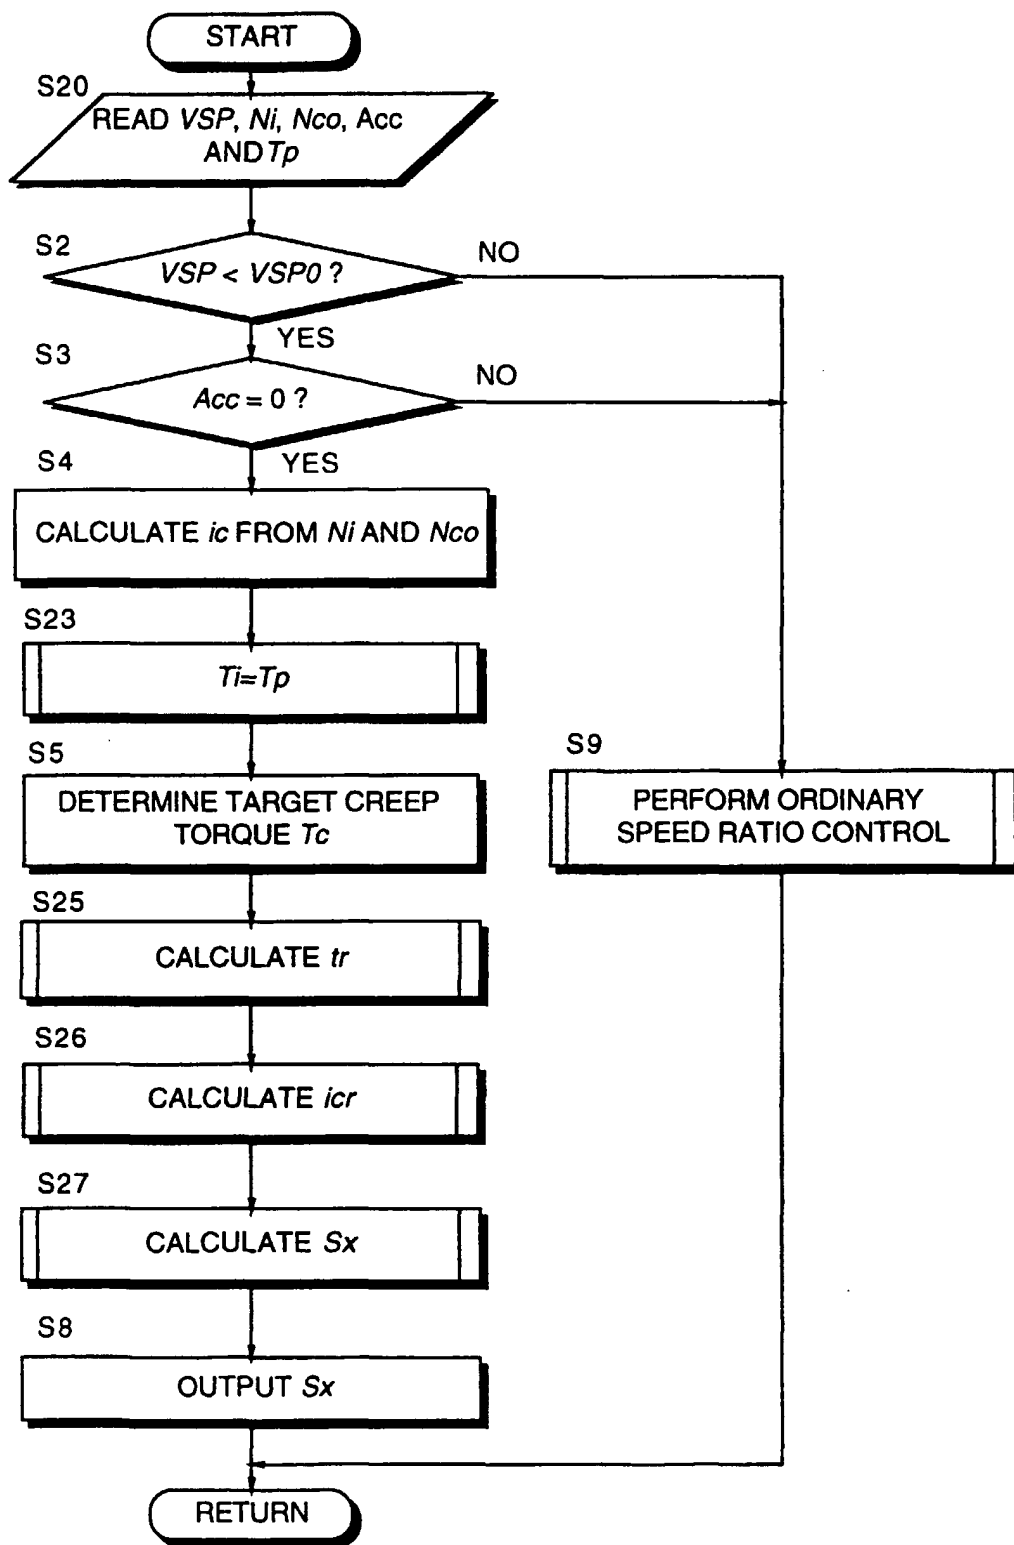 START
S20
READ VSP, Ni, Nco, Acc
AND Tp
S2
VSP < VSP0 ?
NO
YES
S3
Acc = 0 ?
NO
YES
S4
CALCULATE ic FROM Ni AND Nco
S23
Ti=Tp
S5
DETERMINE TARGET CREEP
TORQUE Tc
S9
PERFORM ORDINARY
SPEED RATIO CONTROL
S25
CALCULATE tr
S26
CALCULATE icr
S27
CALCULATE Sx
S8
OUTPUT Sx
RETURN